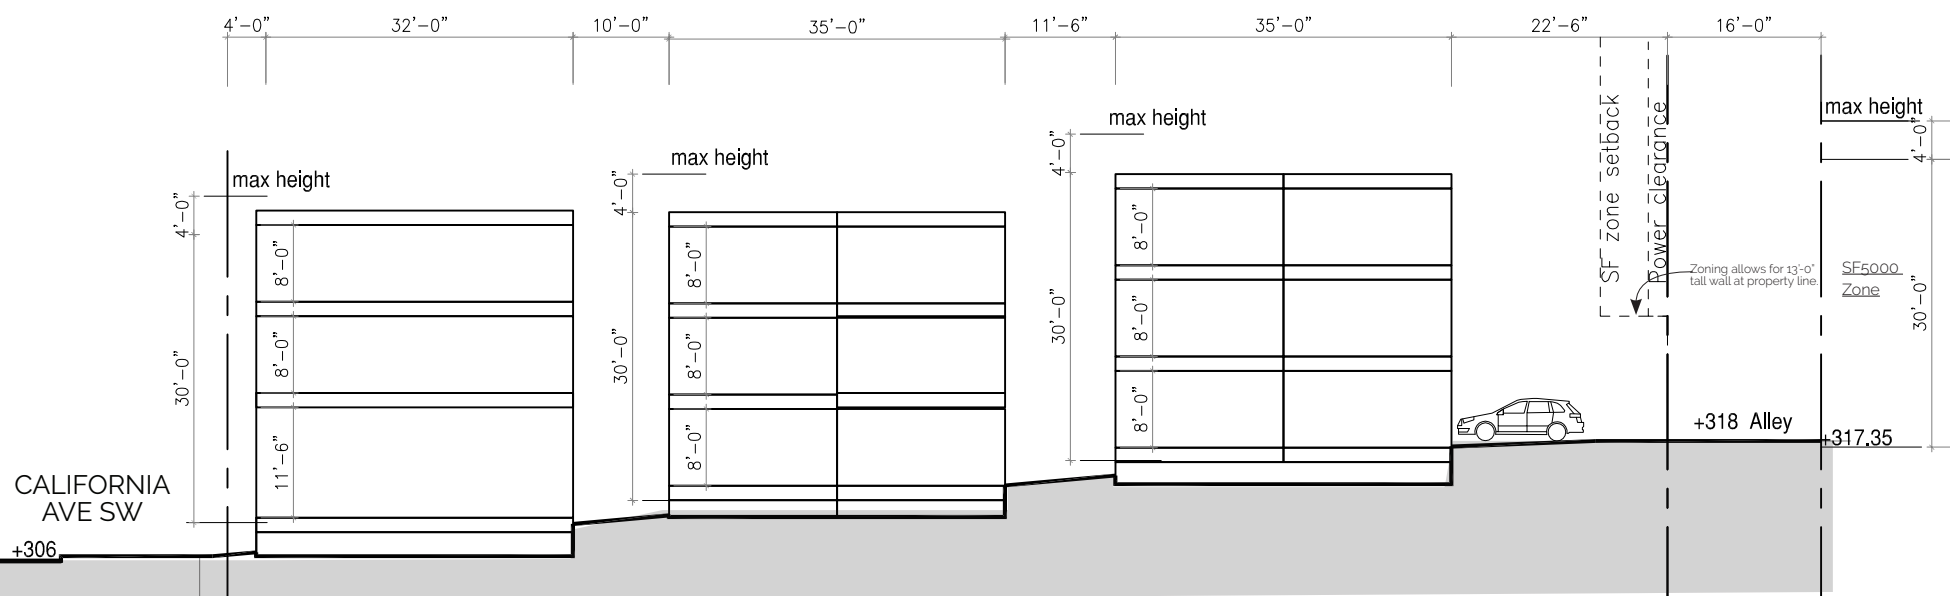 4'-0" 32'-0" 10'-0" 35'-0" 11'-6" 35'-0" 22'-6" 16'-0"
max height
4'-0"
30'-0"
8'-0"
8'-0"
11'-6"
CALIFORNIA
AVE SW
+306
max height
4'-0"
30'-0"
8'-0"
8'-0"
8'-0"
max height
4'-0"
30'-0"
8'-0"
8'-0"
8'-0"
SF zone setback
Power clearance
Zoning allows for 13'-0"
tall wall at property line.
SF5000
Zone
max height
4'-0"
30'-0"
+318 Alley
+317.35